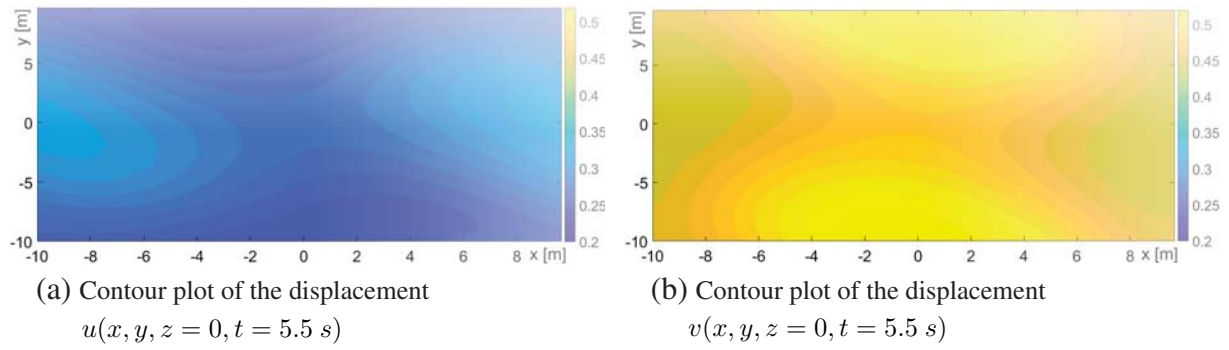 y [m]
5
0
-5
-10
-10 -8 -6 -4 -2 0 2 4 6 8 x [m]
0.5
0.45
0.4
0.35
0.3
0.25
0.2
(a) Contour plot of the displacement
u(x, y, z = 0, t = 5.5 s)
y [m]
5
0
-5
-10
-10 -8 -6 -4 -2 0 2 4 6 8 x [m]
0.5
0.45
0.4
0.35
0.3
0.25
0.2
(b) Contour plot of the displacement
v(x, y, z = 0, t = 5.5 s)